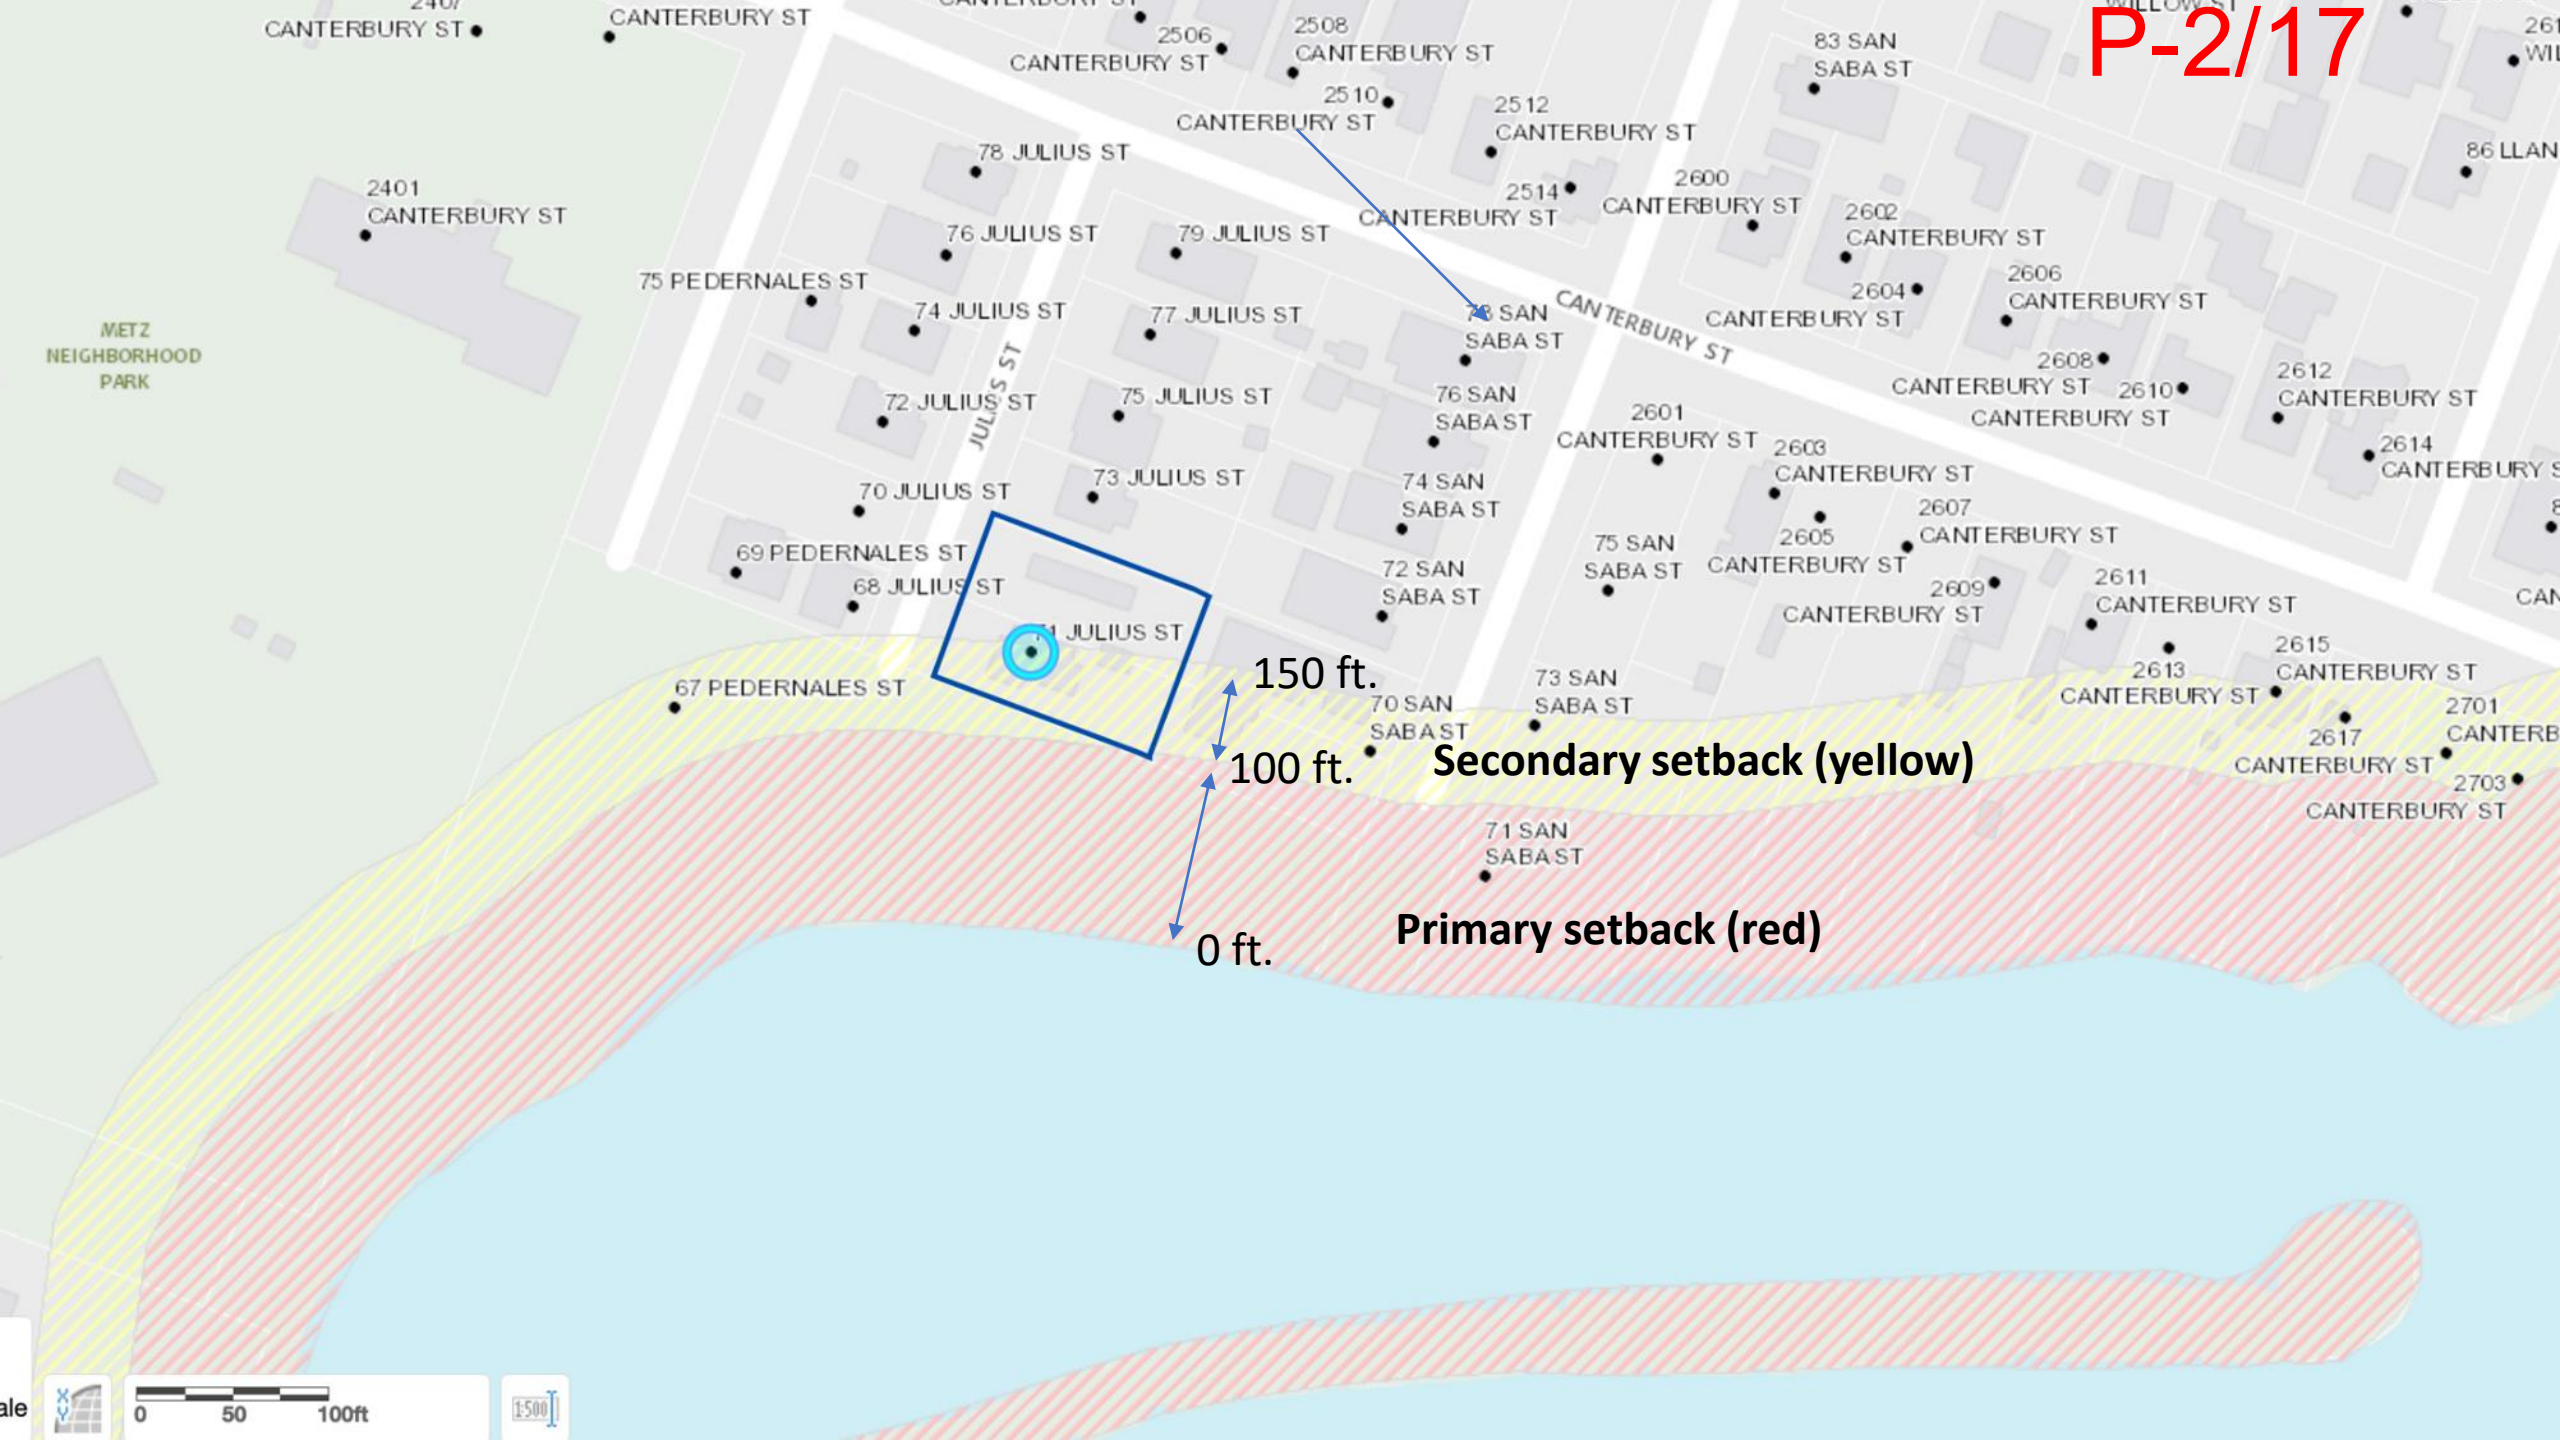 CANTERBURY ST
CANTERBURY ST
P-2/17
2506
CANTERBURY ST
2508
CANTERBURY ST
83 SAN
SABA ST
2510
CANTERBURY ST
2512
CANTERBURY ST
78 JULIUS ST
86 LLAN
2401
CANTERBURY ST
2514
CANTERBURY ST
2600
CANTERBURY ST
2602
CANTERBURY ST
76 JULIUS ST
79 JULIUS ST
75 PEDERNALES ST
2604
CANTERBURY ST
2606
CANTERBURY ST
METZ
NEIGHBORHOOD
PARK
74 JULIUS ST
77 JULIUS ST
SAN
SABA ST
CANTERBURY ST
JULIUS ST
72 JULIUS ST
75 JULIUS ST
76 SAN
SABA ST
2601
CANTERBURY ST
2608
CANTERBURY ST
2610
CANTERBURY ST
2612
CANTERBURY ST
2603
CANTERBURY ST
2614
CANTERBURY S
70 JULIUS ST
73 JULIUS ST
74 SAN
SABA ST
2605
CANTERBURY ST
2607
CANTERBURY ST
69 PEDERNALES ST
68 JULIUS ST
72 SAN
SABA ST
75 SAN
SABA ST
2609
CANTERBURY ST
2611
CANTERBURY ST
CAN
71 JULIUS ST
67 PEDERNALES ST
150 ft.
70 SAN
SABA ST
73 SAN
SABA ST
2613
CANTERBURY ST
2615
CANTERBURY ST
2617
CANTERBURY ST
2701
CANTERB
100 ft.
Secondary setback (yellow)
2703
CANTERBURY ST
71 SAN
SABA ST
Primary setback (red)
0 ft.
ale
X
Y
0 50 100ft
1:500